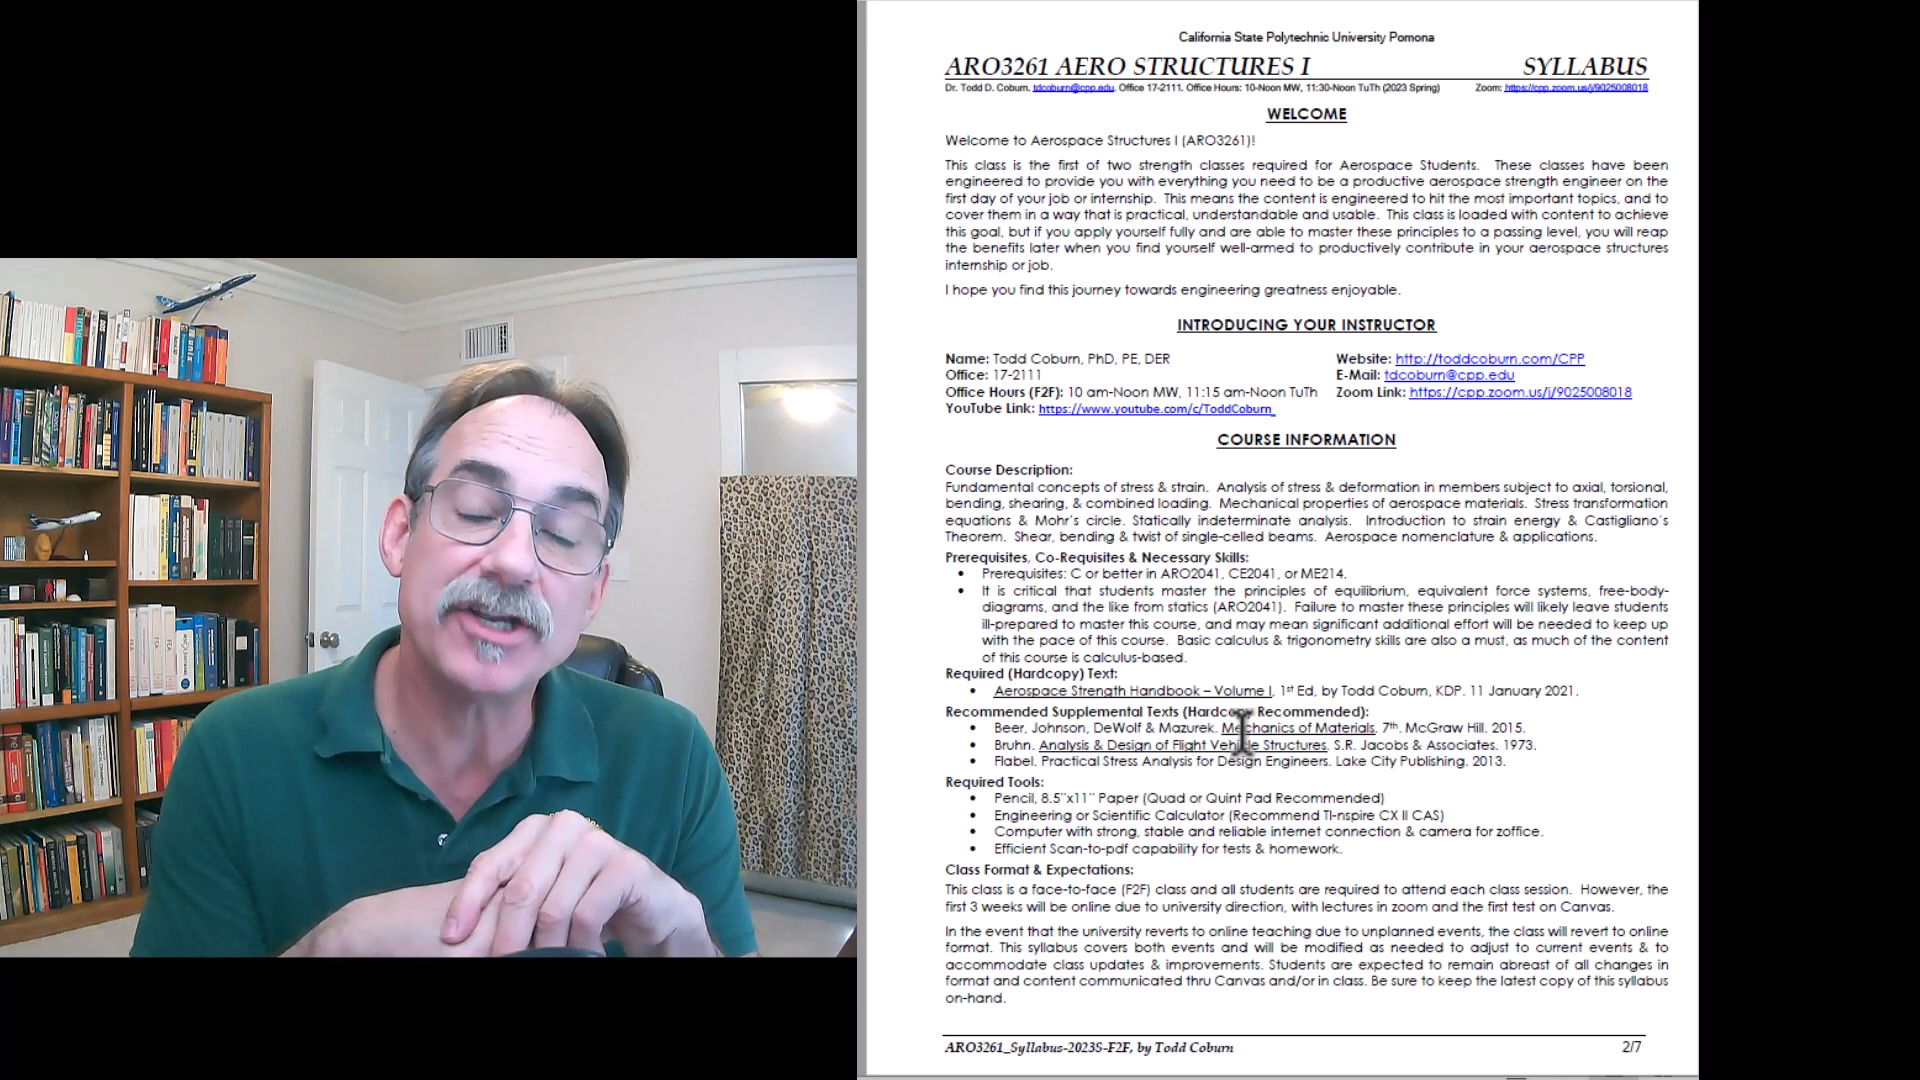 California State Polytechnic University Pomona
ARO3261 AERO STRUCTURES I SYLLABUS
Dr. Todd D. Coburn. tdcoburn@cpp.edu. Office 17-2111. Office Hours: 10-Noon MW, 11:30-Noon TuTh (2023 Spring) Zoom: https://cpp.zoom.us/j/9025008018
WELCOME
Welcome to Aerospace Structures I (ARO3261)!
This class is the first of two strength classes required for Aerospace Students. These classes have been
engineered to provide you with everything you need to be a productive aerospace strength engineer on the
first day of your job or internship. This means the content is engineered to hit the most important topics, and to
cover them in a way that is practical, understandable and usable. This class is loaded with content to achieve
this goal, but if you apply yourself fully and are able to master these principles to a passing level, you will reap
the benefits later when you find yourself well-armed to productively contribute in your aerospace structures
internship or job.
I hope you find this journey towards engineering greatness enjoyable.
INTRODUCING YOUR INSTRUCTOR
Name: Todd Coburn, PhD, PE, DER Website: http://toddcoburn.com/CPP
Office: 17-2111 E-Mail: tdcoburn@cpp.edu
Office Hours (F2F): 10 am-Noon MW, 11:15 am-Noon TuTh Zoom Link: https://cpp.zoom.us/j/9025008018
YouTube Link: https://www.youtube.com/c/ToddCoburn_
COURSE INFORMATION
Course Description:
Fundamental concepts of stress & strain. Analysis of stress & deformation in members subject to axial, torsional,
bending, shearing, & combined loading. Mechanical properties of aerospace materials. Stress transformation
equations & Mohr's circle. Statically indeterminate analysis. Introduction to strain energy & Castigliano's
Theorem. Shear, bending & twist of single-celled beams. Aerospace nomenclature & applications.
Prerequisites, Co-Requisites & Necessary Skills:
• Prerequisites: C or better in ARO2041, CE2041, or ME214.
• It is critical that students master the principles of equilibrium, equivalent force systems, free-body-
diagrams, and the like from statics (ARO2041). Failure to master these principles will likely leave students
ill-prepared to master this course, and may mean significant additional effort will be needed to keep up
with the pace of this course. Basic calculus & trigonometry skills are also a must, as much of the content
of this course is calculus-based.
Required (Hardcopy) Text:
• Aerospace Strength Handbook – Volume I. 1st Ed, by Todd Coburn, KDP. 11 January 2021.
Recommended Supplemental Texts (Hardcopy Recommended):
• Beer, Johnson, DeWolf & Mazurek. Mechanics of Materials. 7th. McGraw Hill. 2015.
• Bruhn. Analysis & Design of Flight Vehicle Structures. S.R. Jacobs & Associates. 1973.
• Flabel. Practical Stress Analysis for Design Engineers. Lake City Publishing. 2013.
Required Tools:
• Pencil, 8.5"x11" Paper (Quad or Quint Pad Recommended)
• Engineering or Scientific Calculator (Recommend TI-nspire CX II CAS)
• Computer with strong, stable and reliable internet connection & camera for zoffice.
• Efficient Scan-to-pdf capability for tests & homework.
Class Format & Expectations:
This class is a face-to-face (F2F) class and all students are required to attend each class session. However, the
first 3 weeks will be online due to university direction, with lectures in zoom and the first test on Canvas.
In the event that the university reverts to online teaching due to unplanned events, the class will revert to online
format. This syllabus covers both events and will be modified as needed to adjust to current events & to
accommodate class updates & improvements. Students are expected to remain abreast of all changes in
format and content communicated thru Canvas and/or in class. Be sure to keep the latest copy of this syllabus
on-hand.
ARO3261_Syllabus-2023S-F2F, by Todd Coburn 2/7